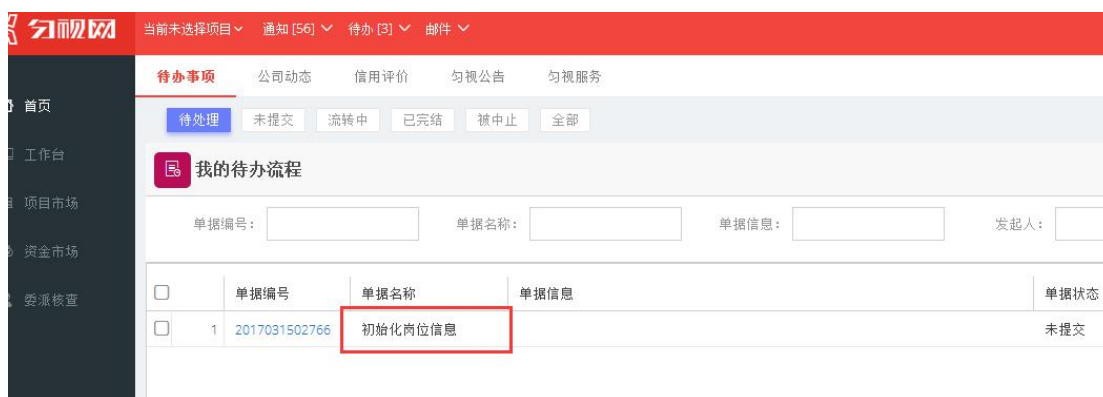 匀视网 当前未选择项目 通知 [56] 待办 [3] 邮件
待办事项 公司动态 信用评价 匀视公告 匀视服务
首页
待处理 未提交 流转中 已完结 被中止 全部
工作台
我的待办流程
项目市场
单据编号： 单据名称： 单据信息： 发起人：
资金市场
委派核查
单据编号 单据名称 单据信息 单据状态
1 2017031502766 初始化岗位信息 未提交